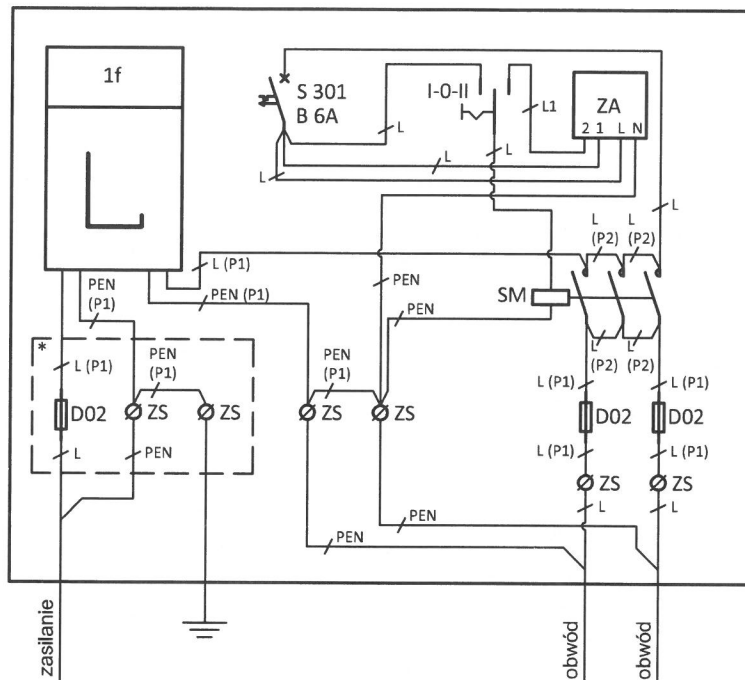 1f
S 301
B 6A
I-0-II
L1
ZA
2 1 L N
L
L
L
L
L
L (P2)
L (P2)
L (P1)
PEN (P1)
PEN (P1)
PEN
SM
PEN
*
L (P1)
PEN (P1)
PEN (P1)
L (P2)
L (P2)
L (P1)
L (P1)
D02
ZS
ZS
ZS
ZS
D02
D02
L
PEN
L (P1)
L (P1)
ZS
ZS
L
L
PEN
PEN
zasilanie
obwód
obwód